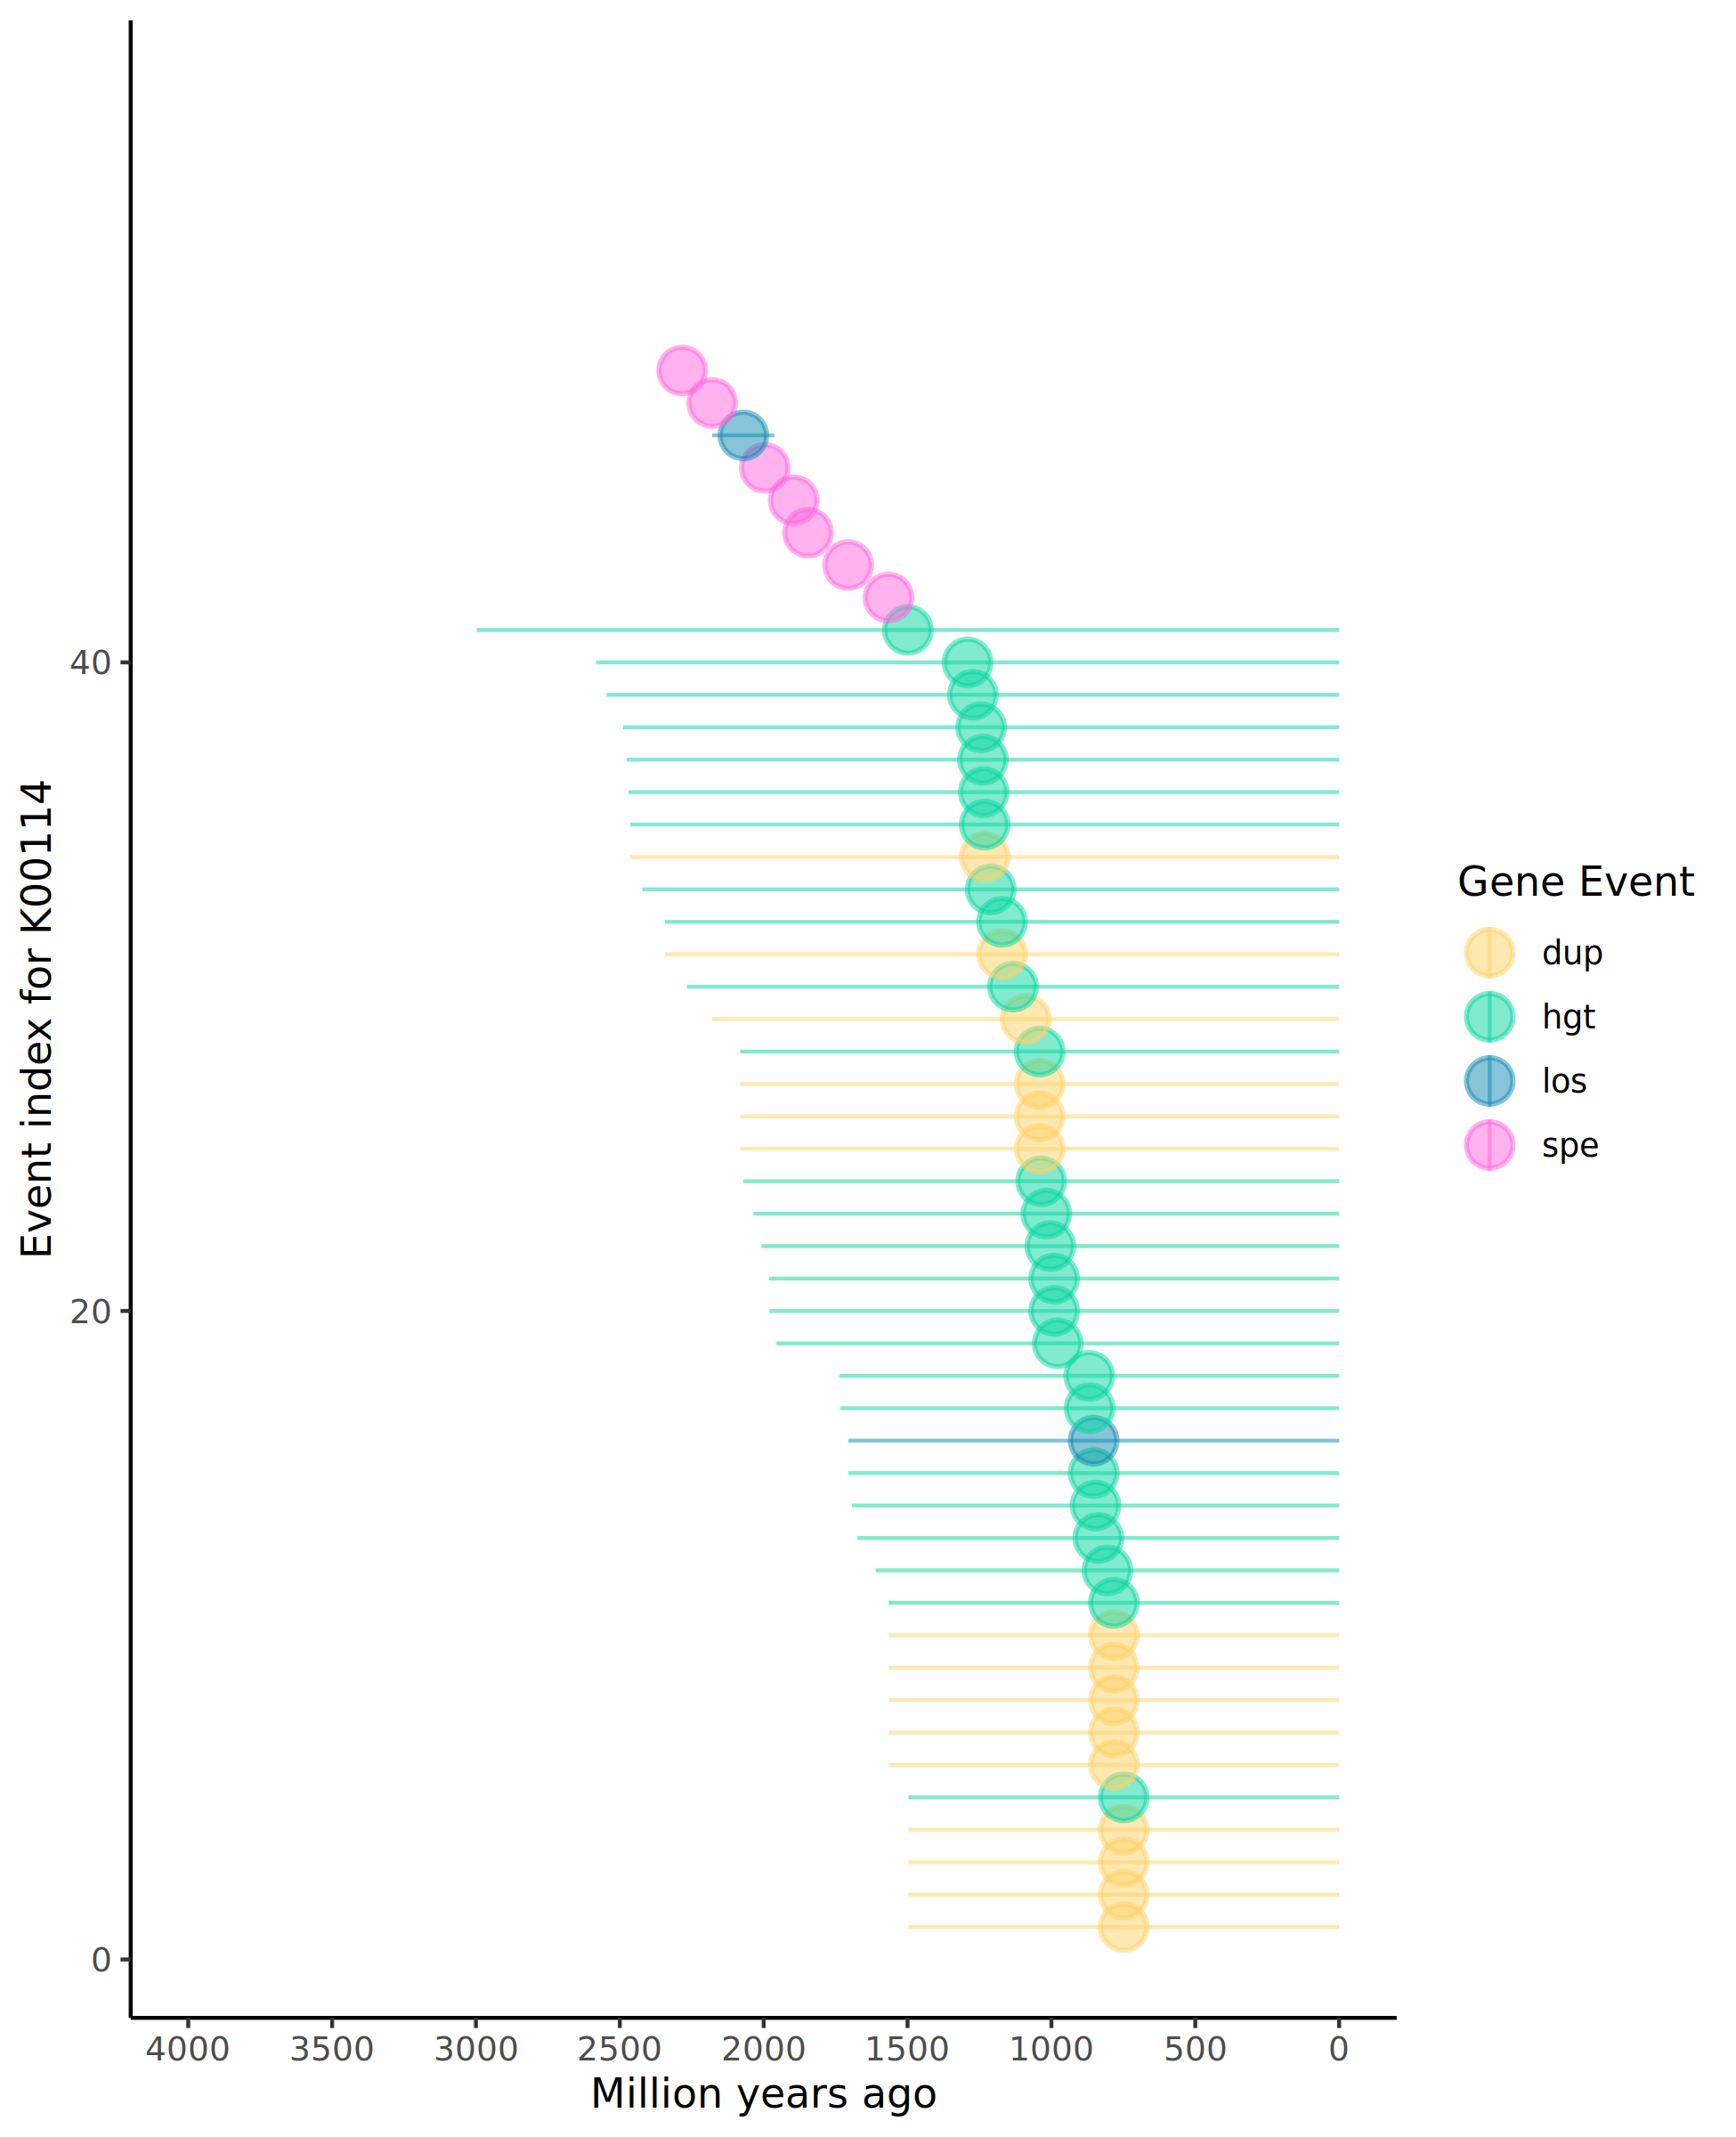 Event index for K00114
40
20
0
4000 3500 3000 2500 2000 1500 1000 500 0
Million years ago
Gene Event
dup
hgt
los
spe